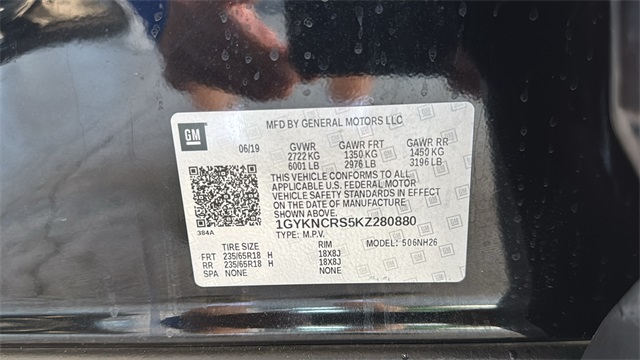 GM
MFD BY GENERAL MOTORS LLC
06/19 GVWR GAWR FRT GAWR RR
2722 KG 1350 KG 1450 KG
6001 LB 2976 LB 3196 LB
THIS VEHICLE CONFORMS TO ALL
APPLICABLE U.S. FEDERAL MOTOR
VEHICLE SAFETY STANDARDS IN EFFECT
ON THE DATE OF MANUFACTURE
SHOWN ABOVE.
384A
1GYKNCRS5KZ280880
TYPE: M.P.V. MODEL: 506NH26
TIRE SIZE RIM
FRT 235/65R18 H 18X8J
RR 235/65R18 H 18X8J
SPA NONE NONE